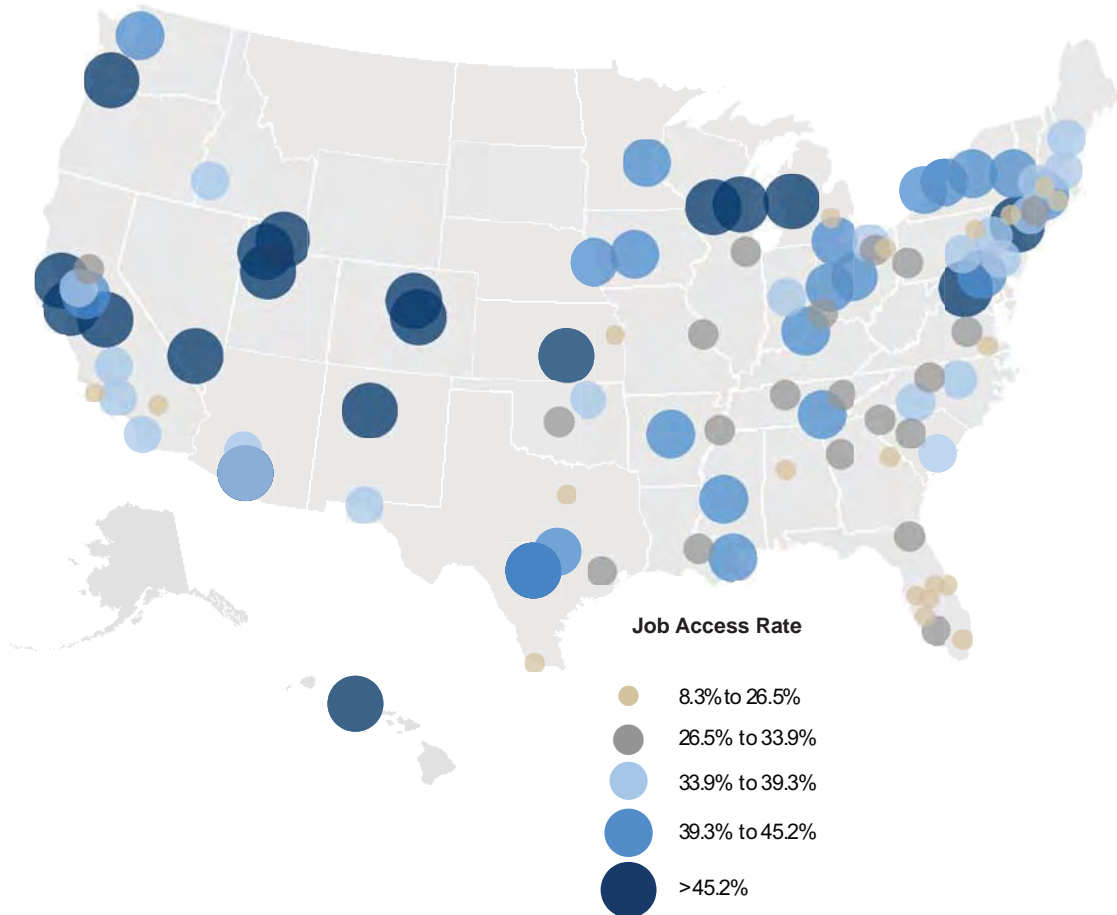 Job Access Rate
8.3% to 26.5%
26.5% to 33.9%
33.9% to 39.3%
39.3% to 45.2%
>45.2%